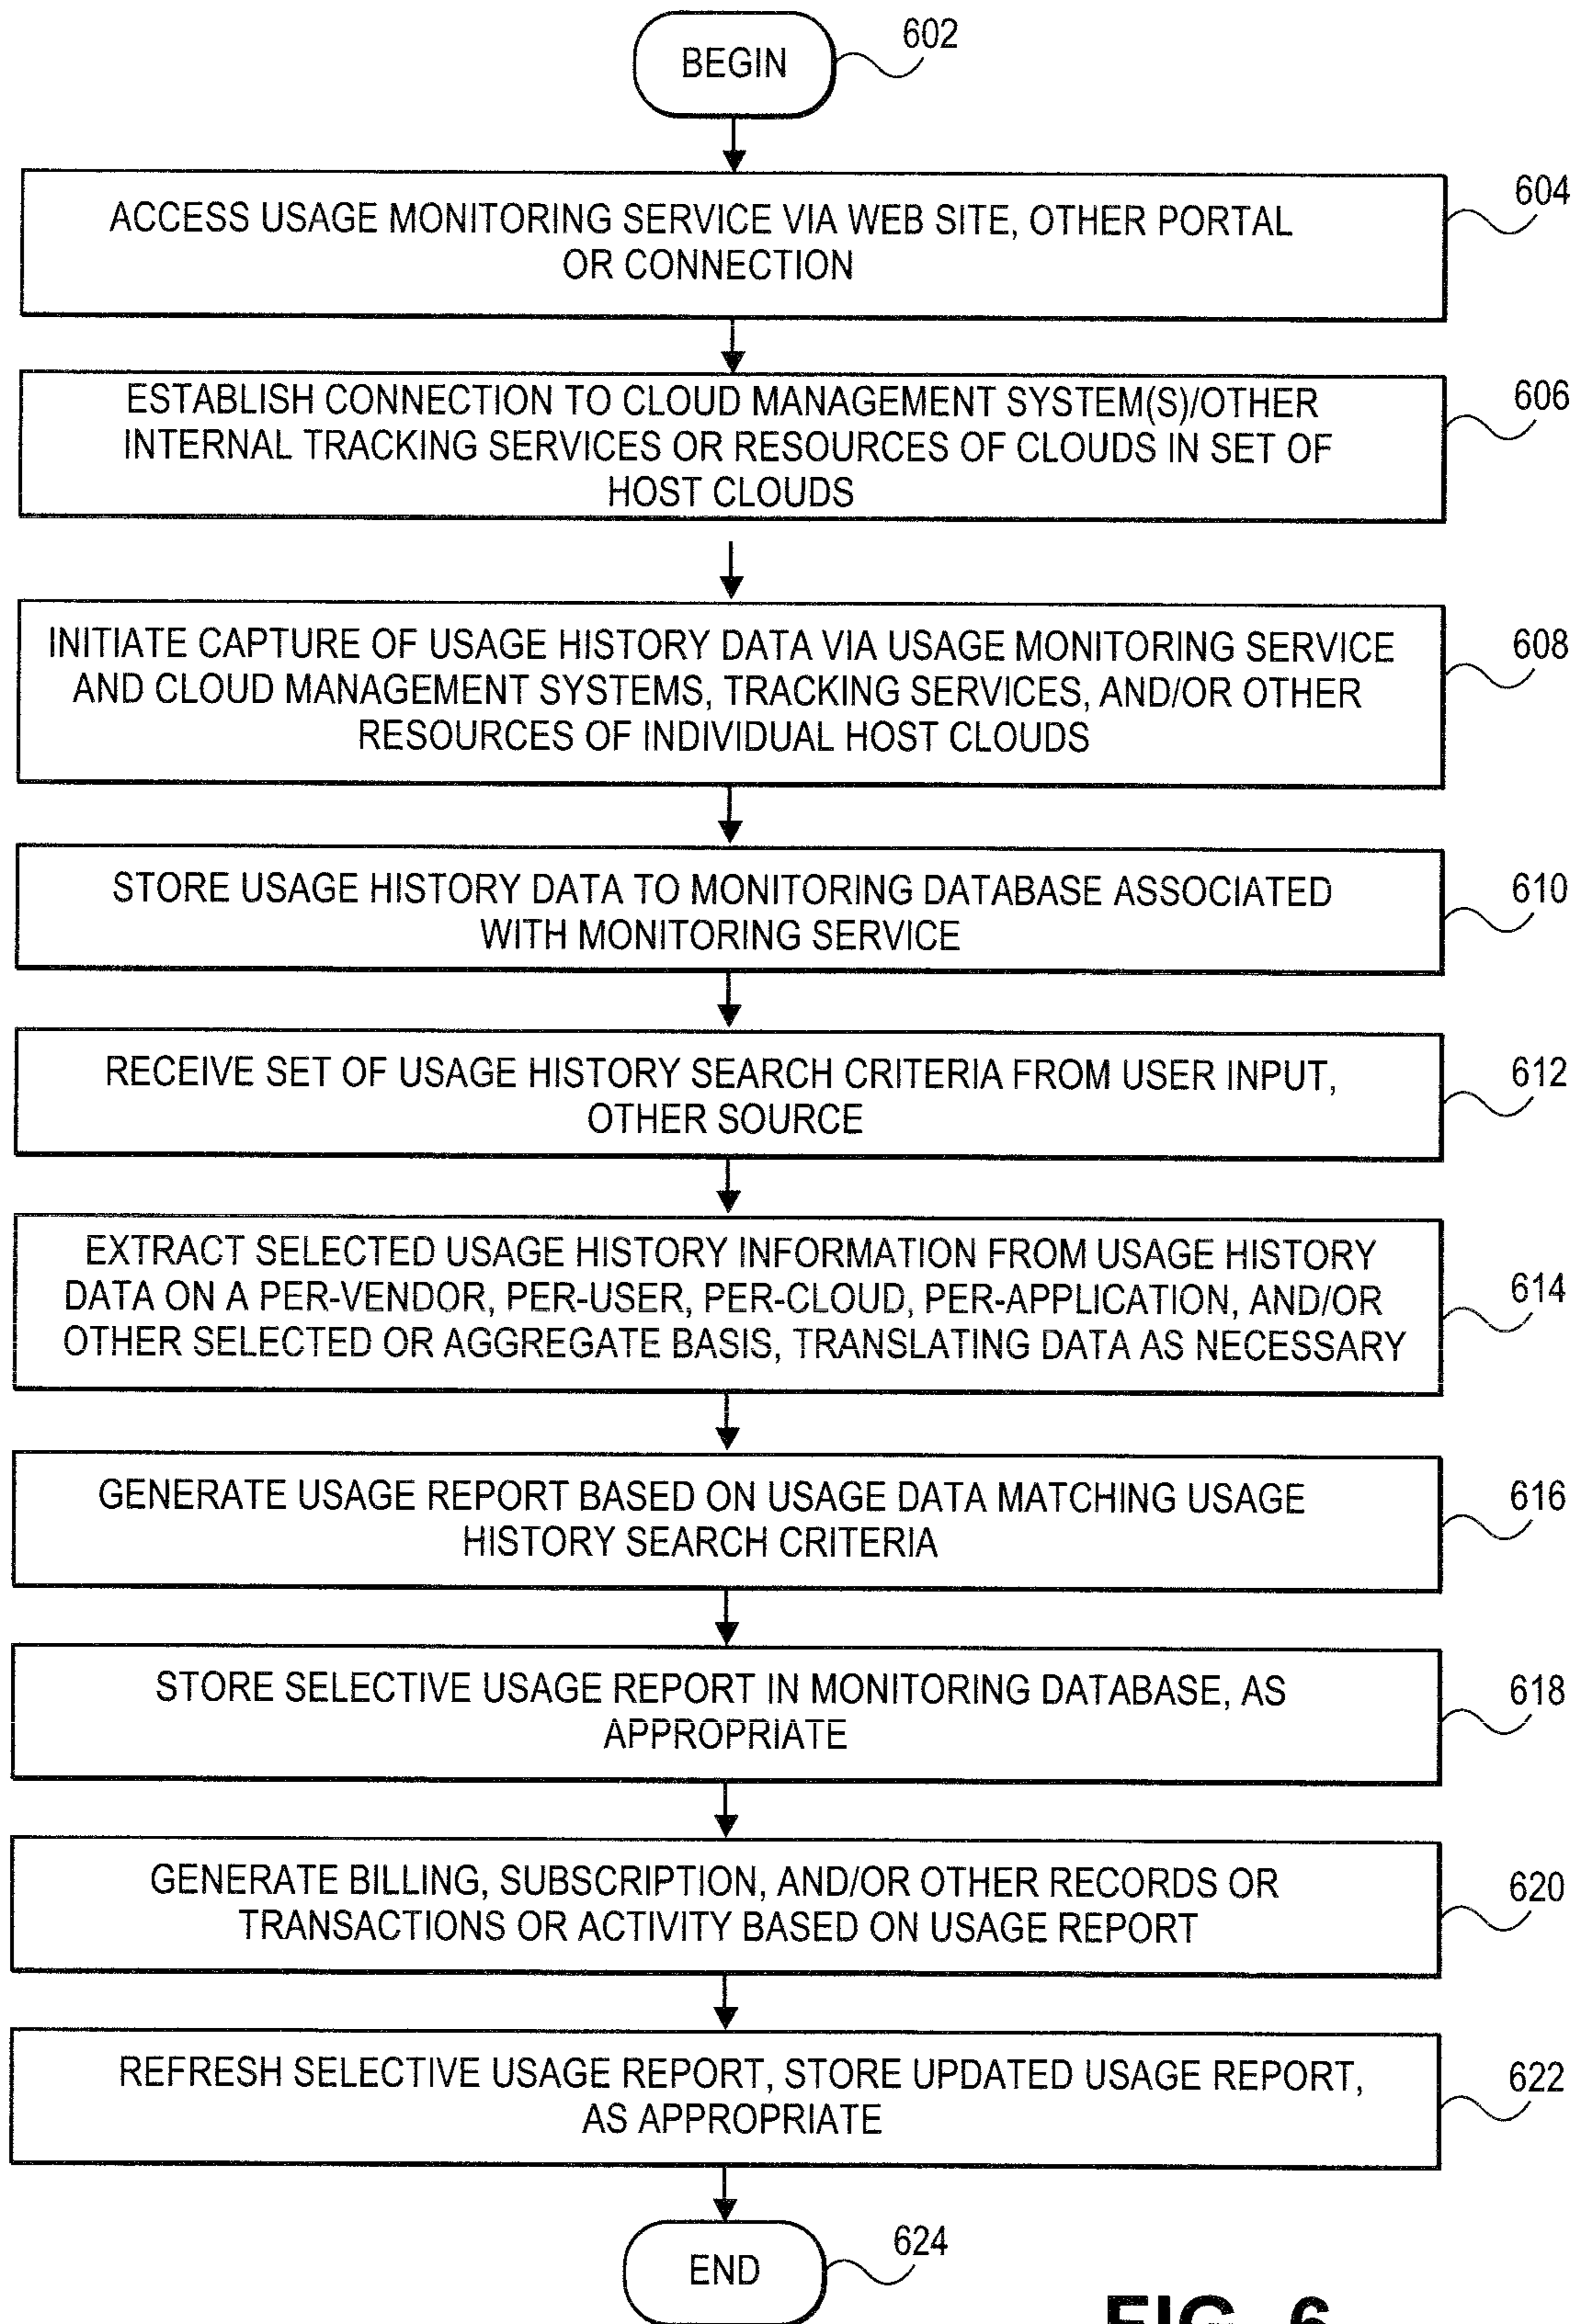 BEGIN
602
ACCESS USAGE MONITORING SERVICE VIA WEB SITE, OTHER PORTAL
OR CONNECTION
604
ESTABLISH CONNECTION TO CLOUD MANAGEMENT SYSTEM(S)/OTHER
INTERNAL TRACKING SERVICES OR RESOURCES OF CLOUDS IN SET OF
HOST CLOUDS
606
INITIATE CAPTURE OF USAGE HISTORY DATA VIA USAGE MONITORING SERVICE
AND CLOUD MANAGEMENT SYSTEMS, TRACKING SERVICES, AND/OR OTHER
RESOURCES OF INDIVIDUAL HOST CLOUDS
608
STORE USAGE HISTORY DATA TO MONITORING DATABASE ASSOCIATED
WITH MONITORING SERVICE
610
RECEIVE SET OF USAGE HISTORY SEARCH CRITERIA FROM USER INPUT,
OTHER SOURCE
612
EXTRACT SELECTED USAGE HISTORY INFORMATION FROM USAGE HISTORY
DATA ON A PER-VENDOR, PER-USER, PER-CLOUD, PER-APPLICATION, AND/OR
OTHER SELECTED OR AGGREGATE BASIS, TRANSLATING DATA AS NECESSARY
614
GENERATE USAGE REPORT BASED ON USAGE DATA MATCHING USAGE
HISTORY SEARCH CRITERIA
616
STORE SELECTIVE USAGE REPORT IN MONITORING DATABASE, AS
APPROPRIATE
618
GENERATE BILLING, SUBSCRIPTION, AND/OR OTHER RECORDS OR
TRANSACTIONS OR ACTIVITY BASED ON USAGE REPORT
620
REFRESH SELECTIVE USAGE REPORT, STORE UPDATED USAGE REPORT,
AS APPROPRIATE
622
END
624
FIG. 6